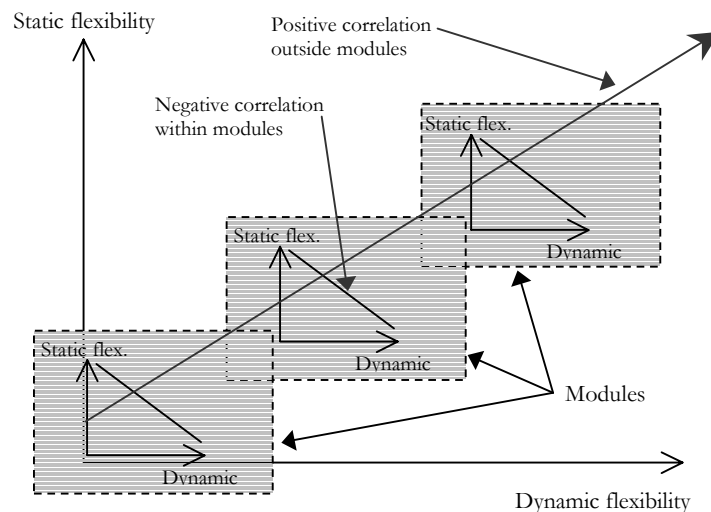 Static flexibility
Positive correlation
outside modules
Negative correlation
within modules
Static flex.
Dynamic
Static flex.
Dynamic
Static flex.
Dynamic
Modules
Dynamic flexibility